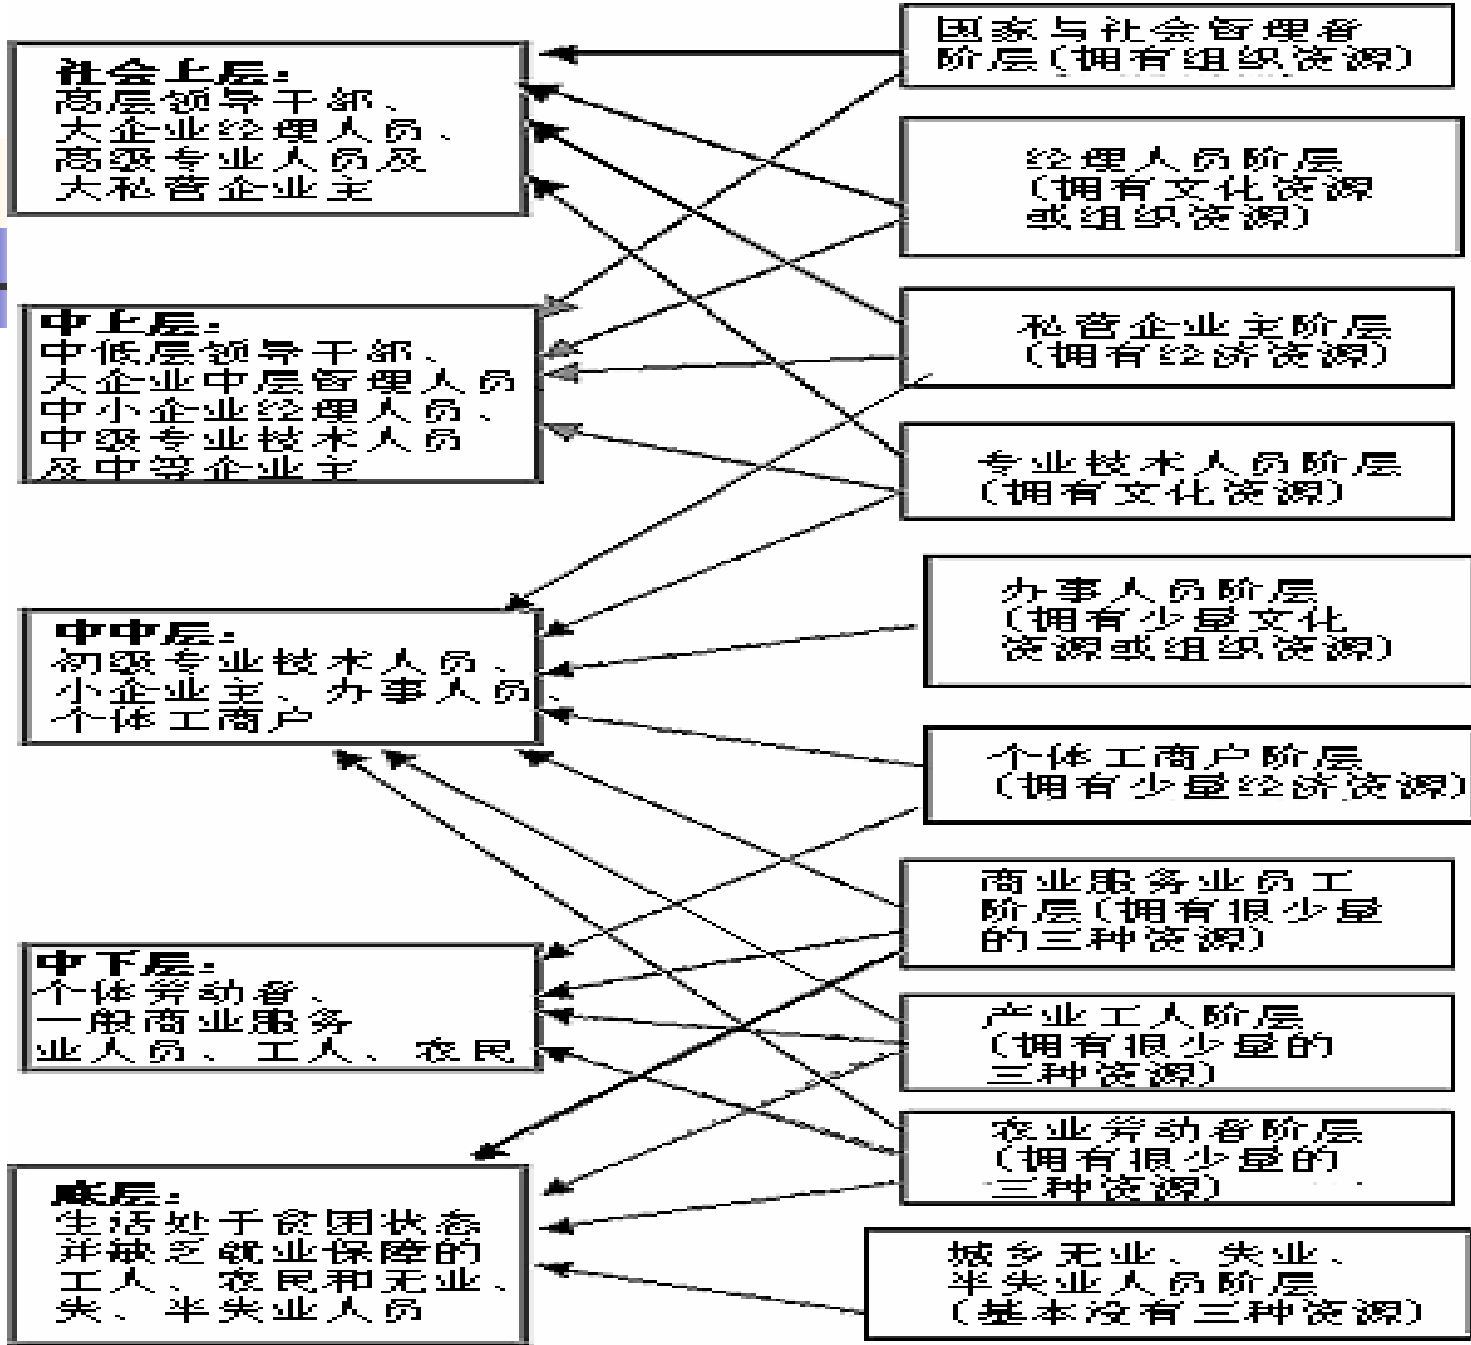 社会上层：
高层领导干部、
大企业经理人员、
高级专业人员及
大私营企业主
中上层：
中低层领导干部、
大企业中层管理人员
中小企业经理人员、
中级专业技术人员
及中等企业主
中中层：
初级专业技术人员、
小企业主、办事人员、
个体工商户
中下层：
个体劳动者、
一般商业服务
业人员、工人、农民
底层：
生活处于贫困状态
并缺乏就业保障的
工人、农民和无业、
失、半失业人员
国家与社会管理者
阶层（拥有组织资源）
经理人员阶层
（拥有文化资源
或组织资源）
私营企业主阶层
（拥有经济资源）
专业技术人员阶层
（拥有文化资源）
办事人员阶层
（拥有少量文化
资源或组织资源）
个体工商户阶层
（拥有少量经济资源）
商业服务业员工
阶层（拥有很少量
的三种资源）
产业工人阶层
（拥有很少量的
三种资源）
农业劳动者阶层
（拥有很少量的
三种资源）
城乡无业、失业、
半失业人员阶层
（基本没有三种资源）